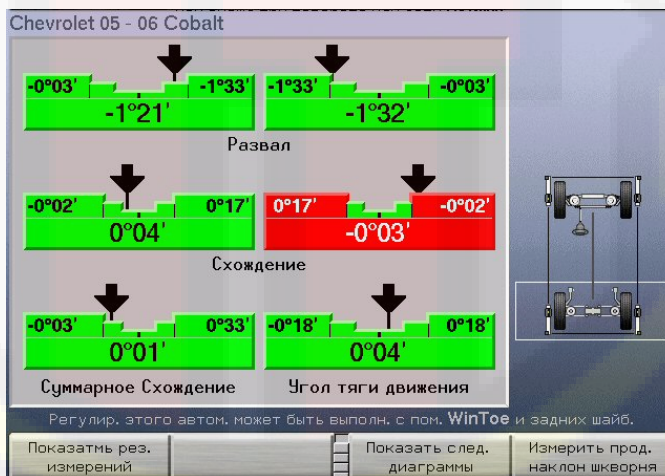 Chevrolet 05 - 06 Cobalt
-0°03' -1°33' -1°33' -0°03'
-1°21' -1°32'
Развал
-0°02' 0°17' 0°17' -0°02'
0°04' -0°03'
Схождение
-0°03' 0°33' -0°18' 0°18'
0°01' 0°04'
Суммарное Схождение Угол тяги движения
Регулир. этого автом. может быть выполн. с пом. WinToe и задних шайб.
Показатмь рез. Показать след. Измерить прод.
измерений диаграммы наклон шкворня